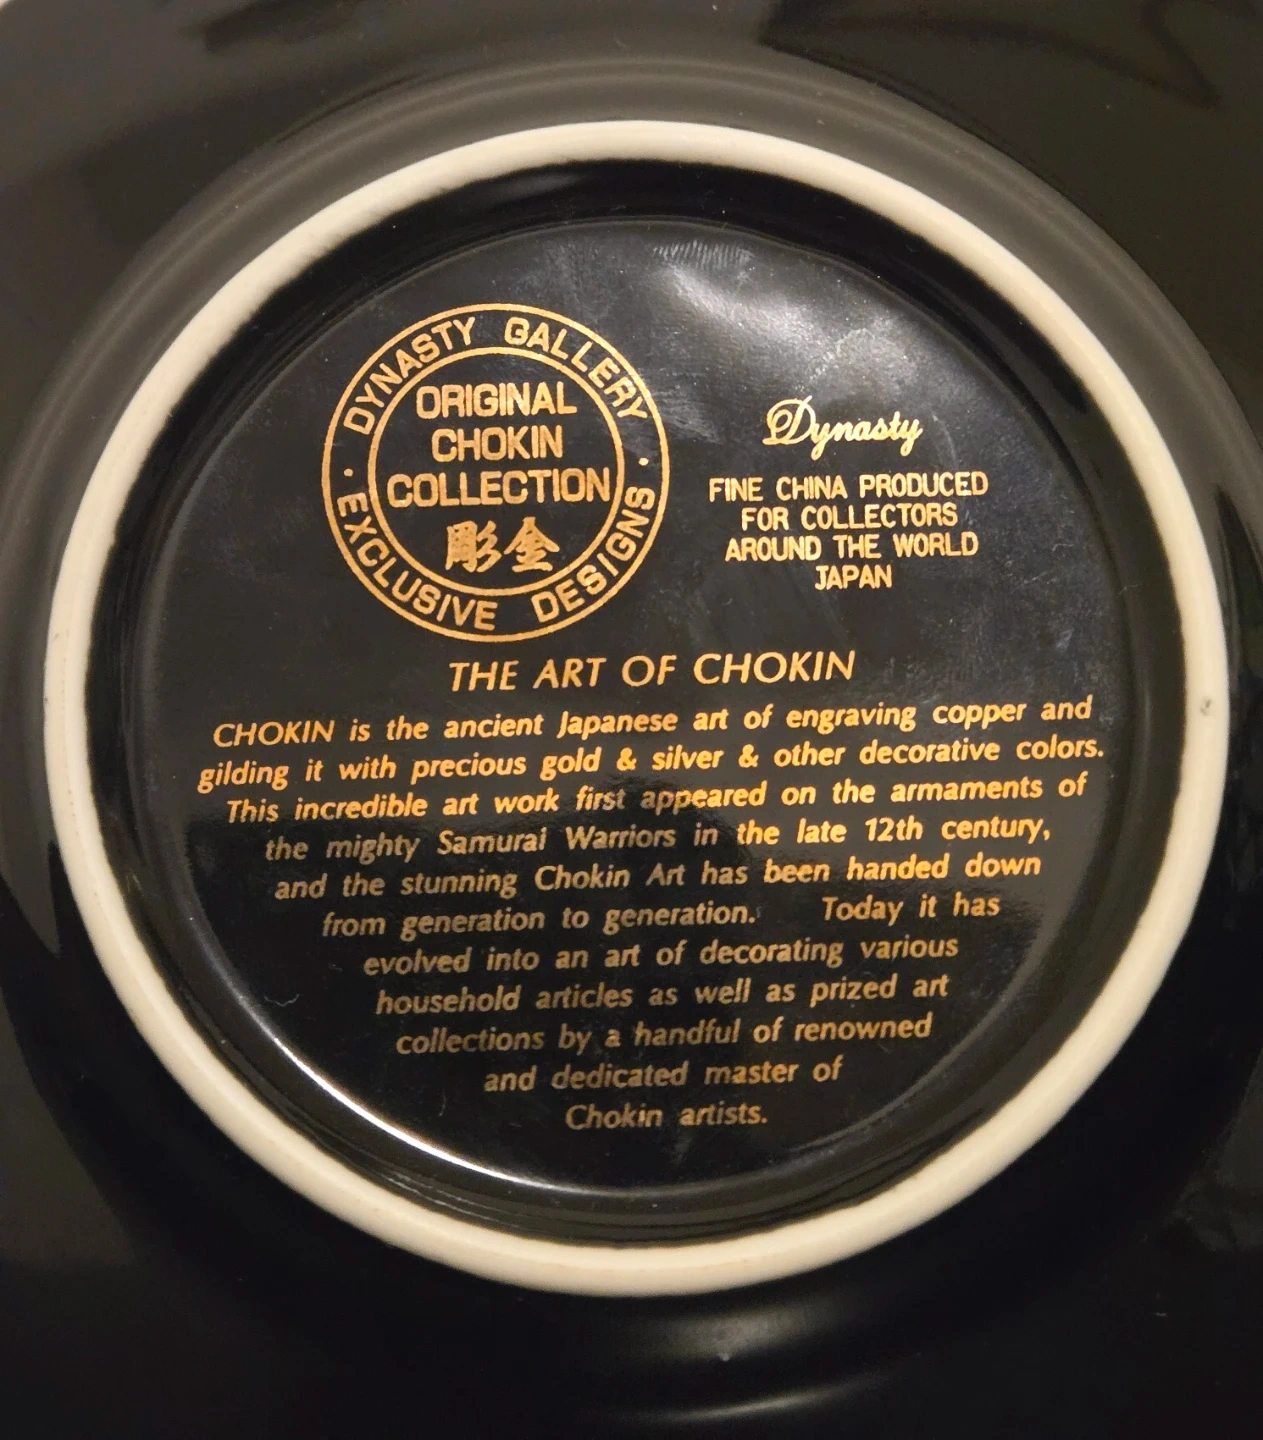 DYNASTY GALLERY
ORIGINAL
CHOKIN
COLLECTION
彫金
· EXCLUSIVE DESIGNS ·
Dynasty
FINE CHINA PRODUCED
FOR COLLECTORS
AROUND THE WORLD
JAPAN
THE ART OF CHOKIN
CHOKIN is the ancient Japanese art of engraving copper and
gilding it with precious gold & silver & other decorative colors.
This incredible art work first appeared on the armaments of
the mighty Samurai Warriors in the late 12th century,
and the stunning Chokin Art has been handed down
from generation to generation. Today it has
evolved into an art of decorating various
household articles as well as prized art
collections by a handful of renowned
and dedicated master of
Chokin artists.